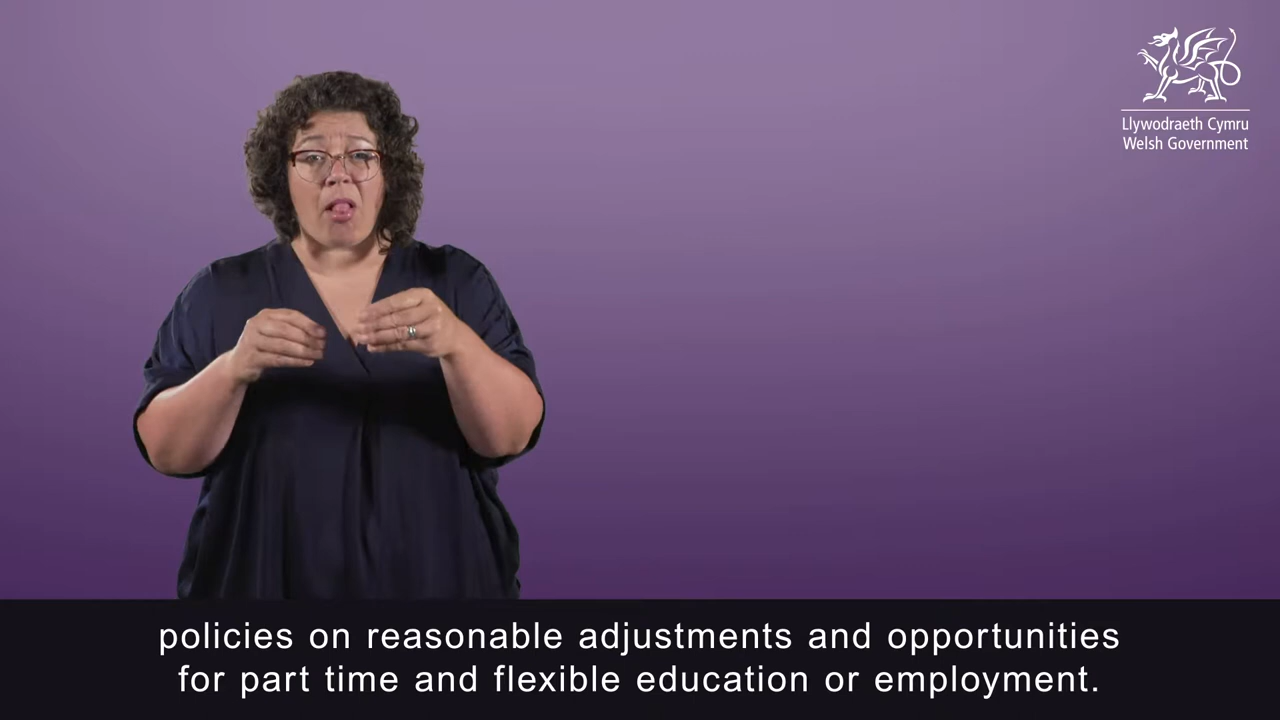 Llywodraeth Cymru
Welsh Government
policies on reasonable adjustments and opportunities
for part time and flexible education or employment.